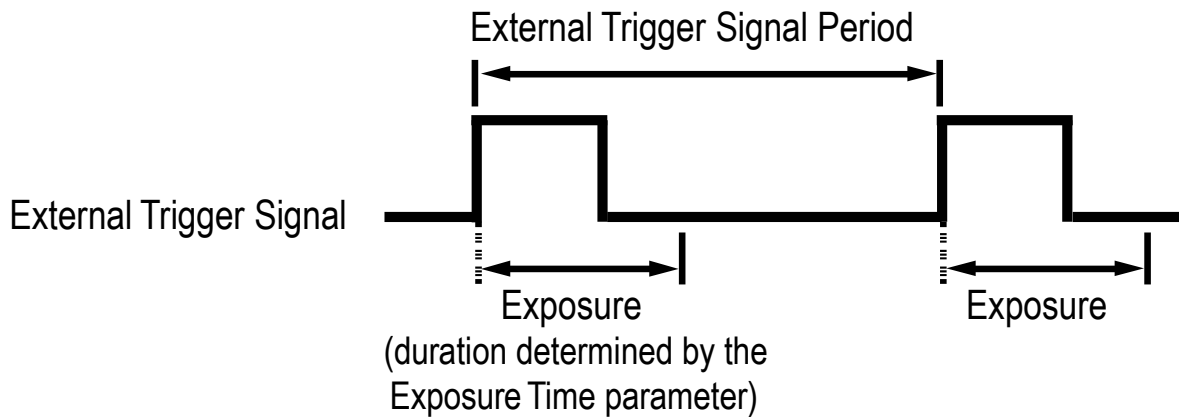 External Trigger Signal Period
External Trigger Signal
Exposure
(duration determined by the
Exposure Time parameter)
Exposure